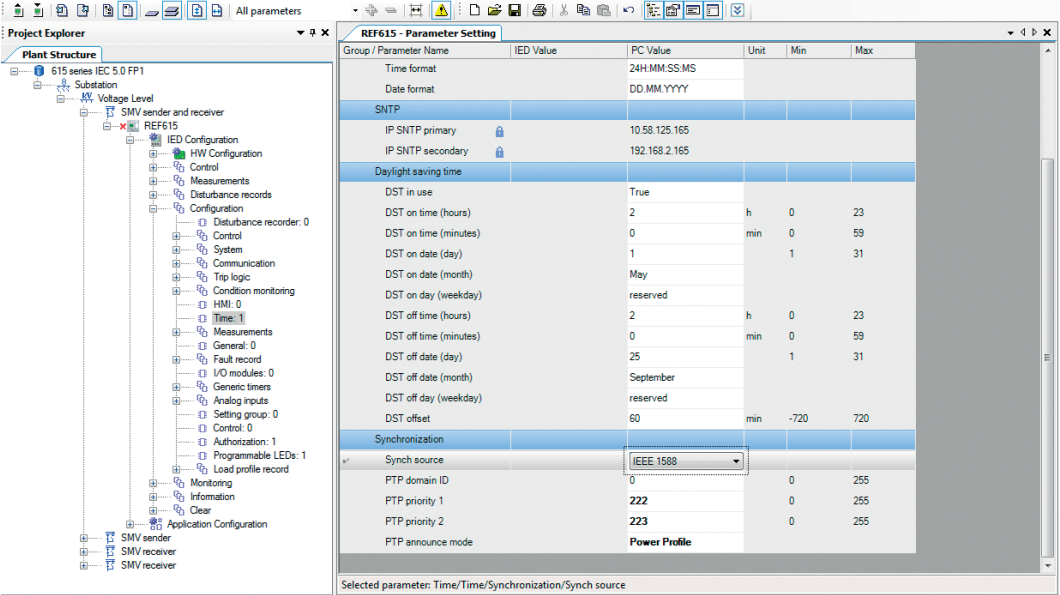 All parameters
Project Explorer
Plant Structure
615 series IEC 5.0 FP1
Substation
Voltage Level
SMV sender and receiver
REF615
IED Configuration
HW Configuration
Control
Measurements
Disturbance records
Configuration
Disturbance recorder: 0
Control
System
Communication
Trip logic
Condition monitoring
HMI: 0
Time: 1
Measurements
General: 0
Fault record
I/O modules: 0
Generic timers
Analog inputs
Setting group: 0
Control: 0
Authorization: 1
Programmable LEDs: 1
Load profile record
Monitoring
Information
Clear
Application Configuration
SMV sender
SMV receiver
SMV receiver
REF615 - Parameter Setting
Group / Parameter Name IED Value PC Value Unit Min Max
Time format 24H:MM:SS:MS
Date format DD.MM.YYYY
SNTP
IP SNTP primary 10.58.125.165
IP SNTP secondary 192.168.2.165
Daylight saving time
DST in use True
DST on time (hours) 2 h 0 23
DST on time (minutes) 0 min 0 59
DST on date (day) 1 1 31
DST on date (month) May
DST on day (weekday) reserved
DST off time (hours) 2 h 0 23
DST off time (minutes) 0 min 0 59
DST off date (day) 25 1 31
DST off date (month) September
DST off day (weekday) reserved
DST offset 60 min -720 720
Synchronization
Synch source IEEE 1588
PTP domain ID 0 0 255
PTP priority 1 222 0 255
PTP priority 2 223 0 255
PTP announce mode Power Profile
Selected parameter: Time/Time/Synchronization/Synch source